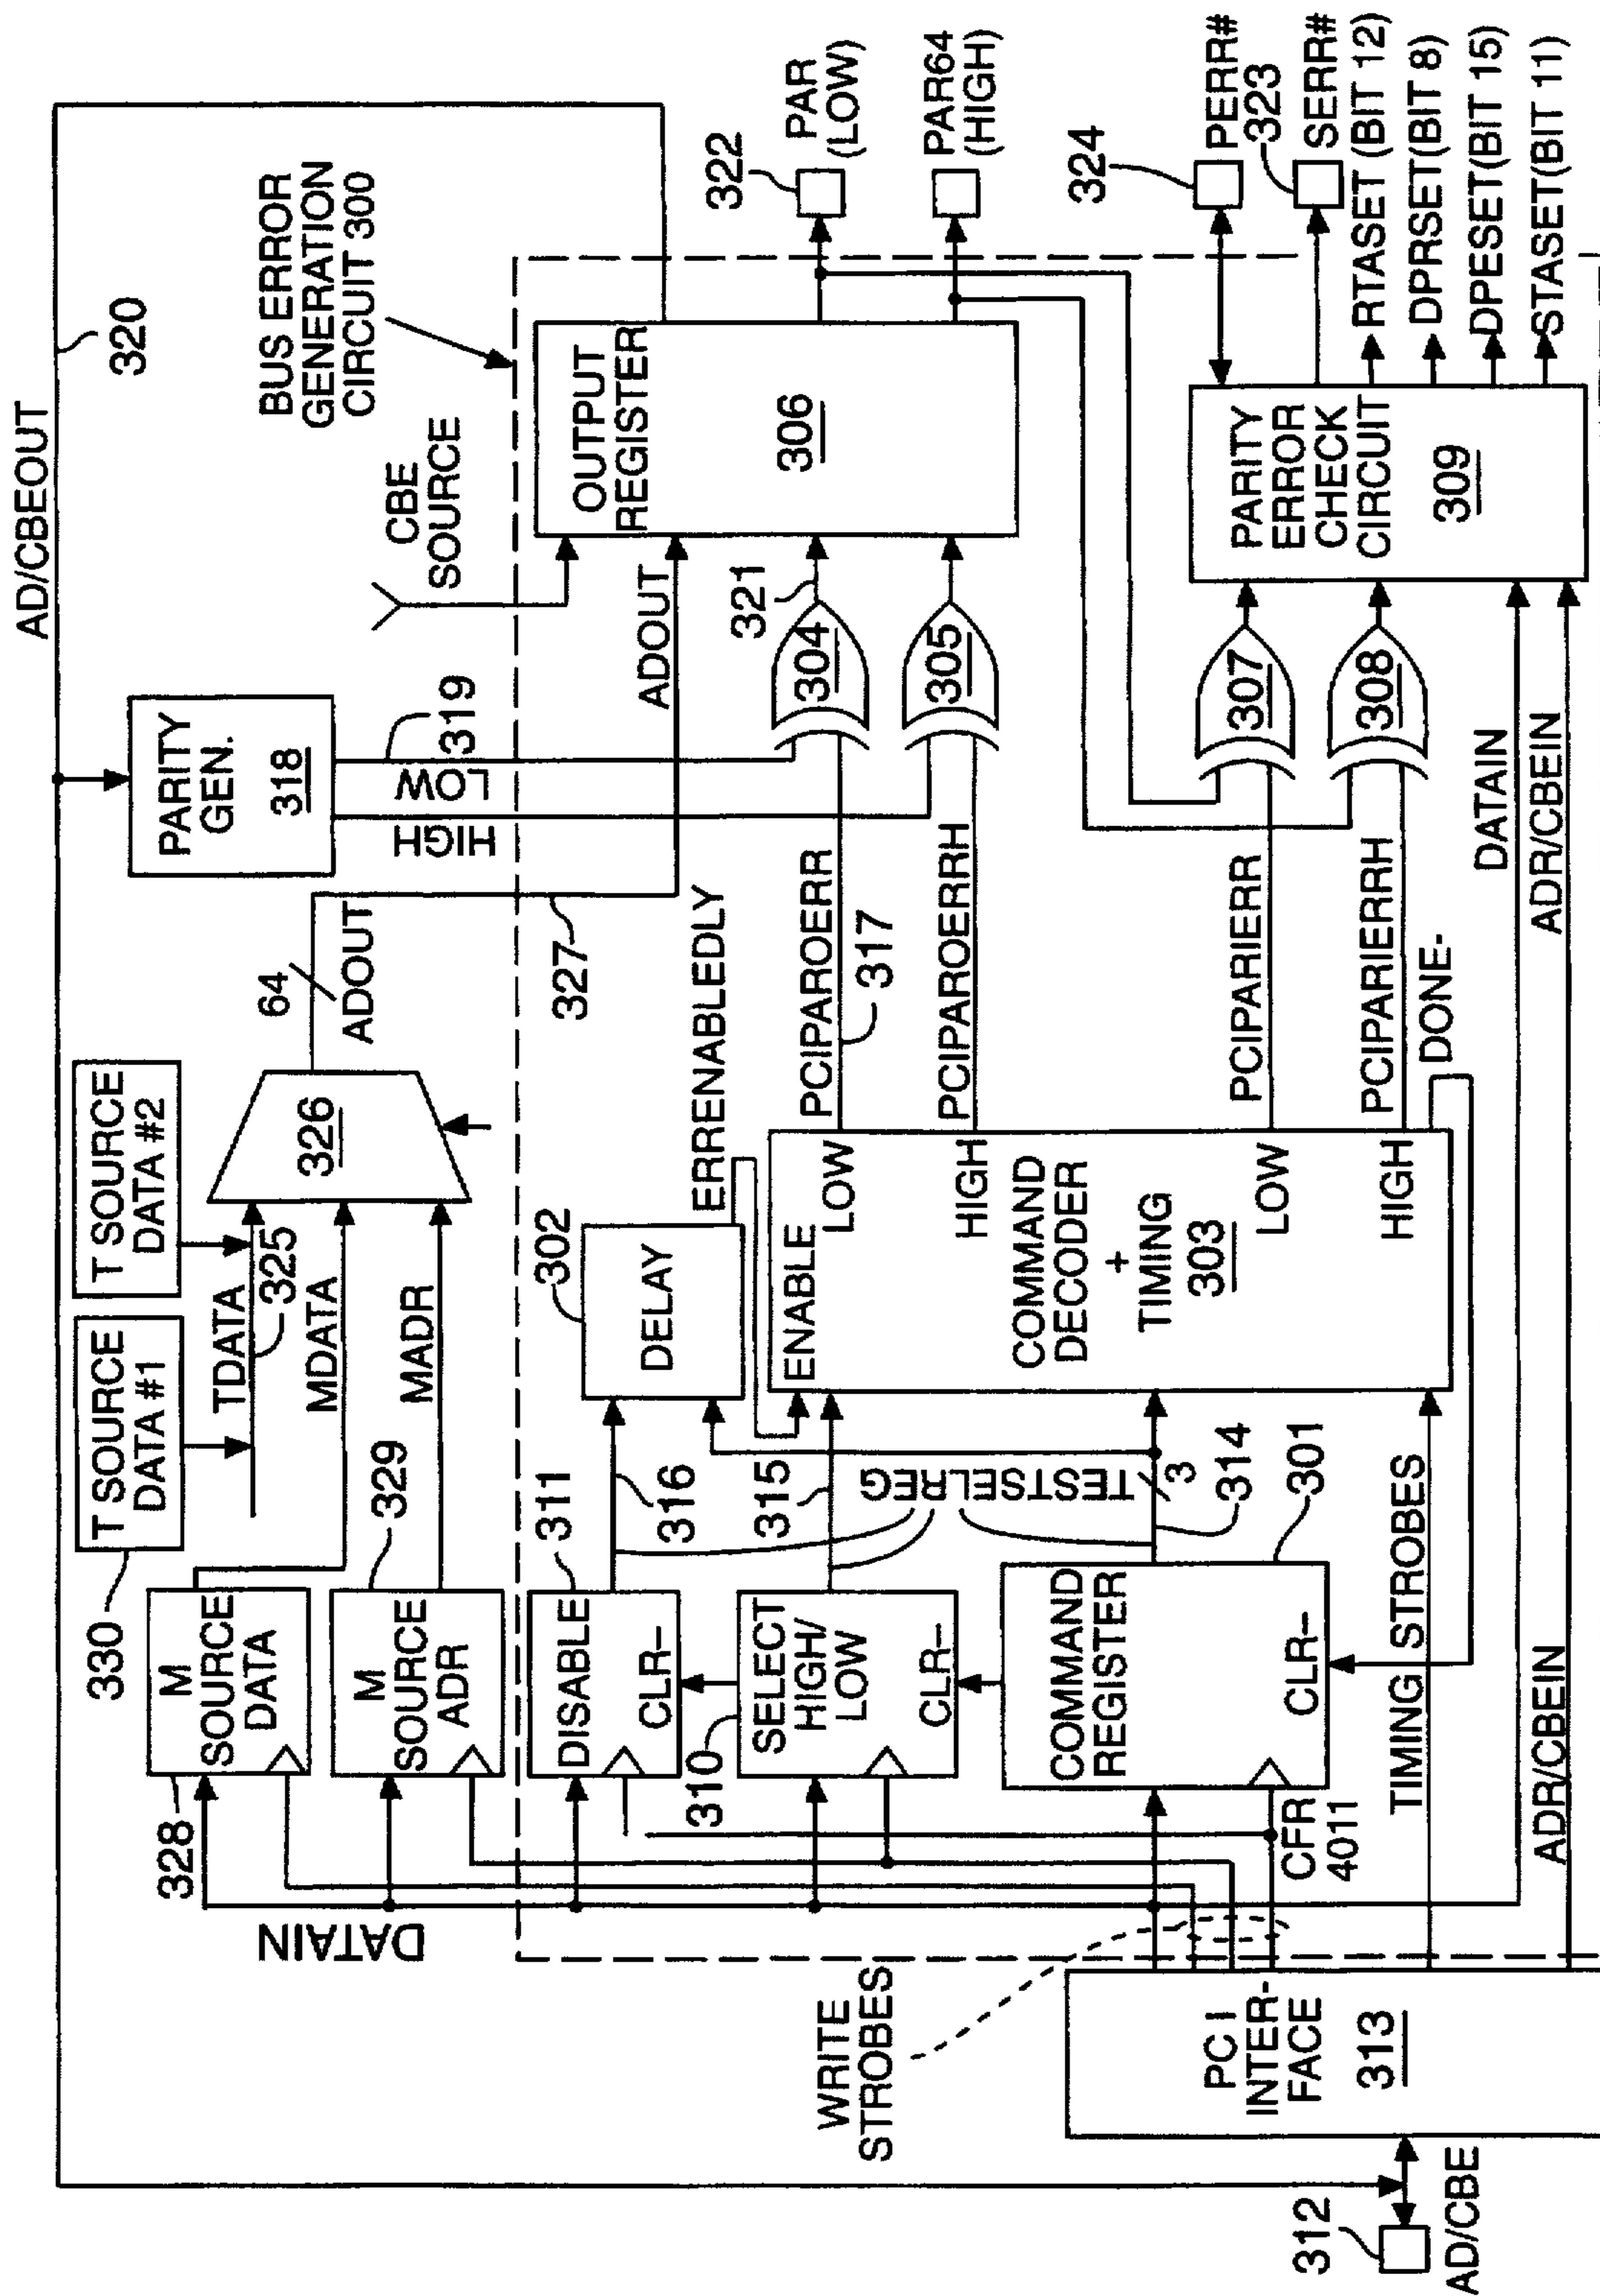 AD/CBEOUT
320
BUS ERROR
GENERATION
CIRCUIT 300
CBE
SOURCE
PARITY
GEN.
318
LOW
319
HIGH
64
ADOUT
327
ADOUT
T SOURCE
DATA #2
T SOURCE
DATA #1
330
TDATA
325
MDATA
MADR
326
M
SOURCE
DATA
328
M
SOURCE
ADR
329
DATAIN
OUTPUT
REGISTER
306
322
PAR
(LOW)
PAR64
(HIGH)
321
304
305
DISABLE
CLR–
311
316
302
DELAY
ERRENABLEDLY
SELECT
HIGH/
LOW
CLR–
310
315
TESTSELREG
3
314
COMMAND
REGISTER
CLR–
301
CFR
4011
ENABLE
LOW
HIGH
COMMAND
DECODER
+
TIMING
303
LOW
HIGH
PCIPAROERR
317
PCIPAROERRH
PCIPARIERR
PCIPARIERRH
DONE-
307
308
PARITY
ERROR
CHECK
CIRCUIT
309
324
PERR#
323
SERR#
RTASET (BIT 12)
DPRSET(BIT 8)
DPESET(BIT 15)
STASET(BIT 11)
WRITE
STROBES
TIMING STROBES
DATAIN
ADR/CBEIN
ADR/CBEIN
PC I
INTER-
FACE
313
312
AD/CBE